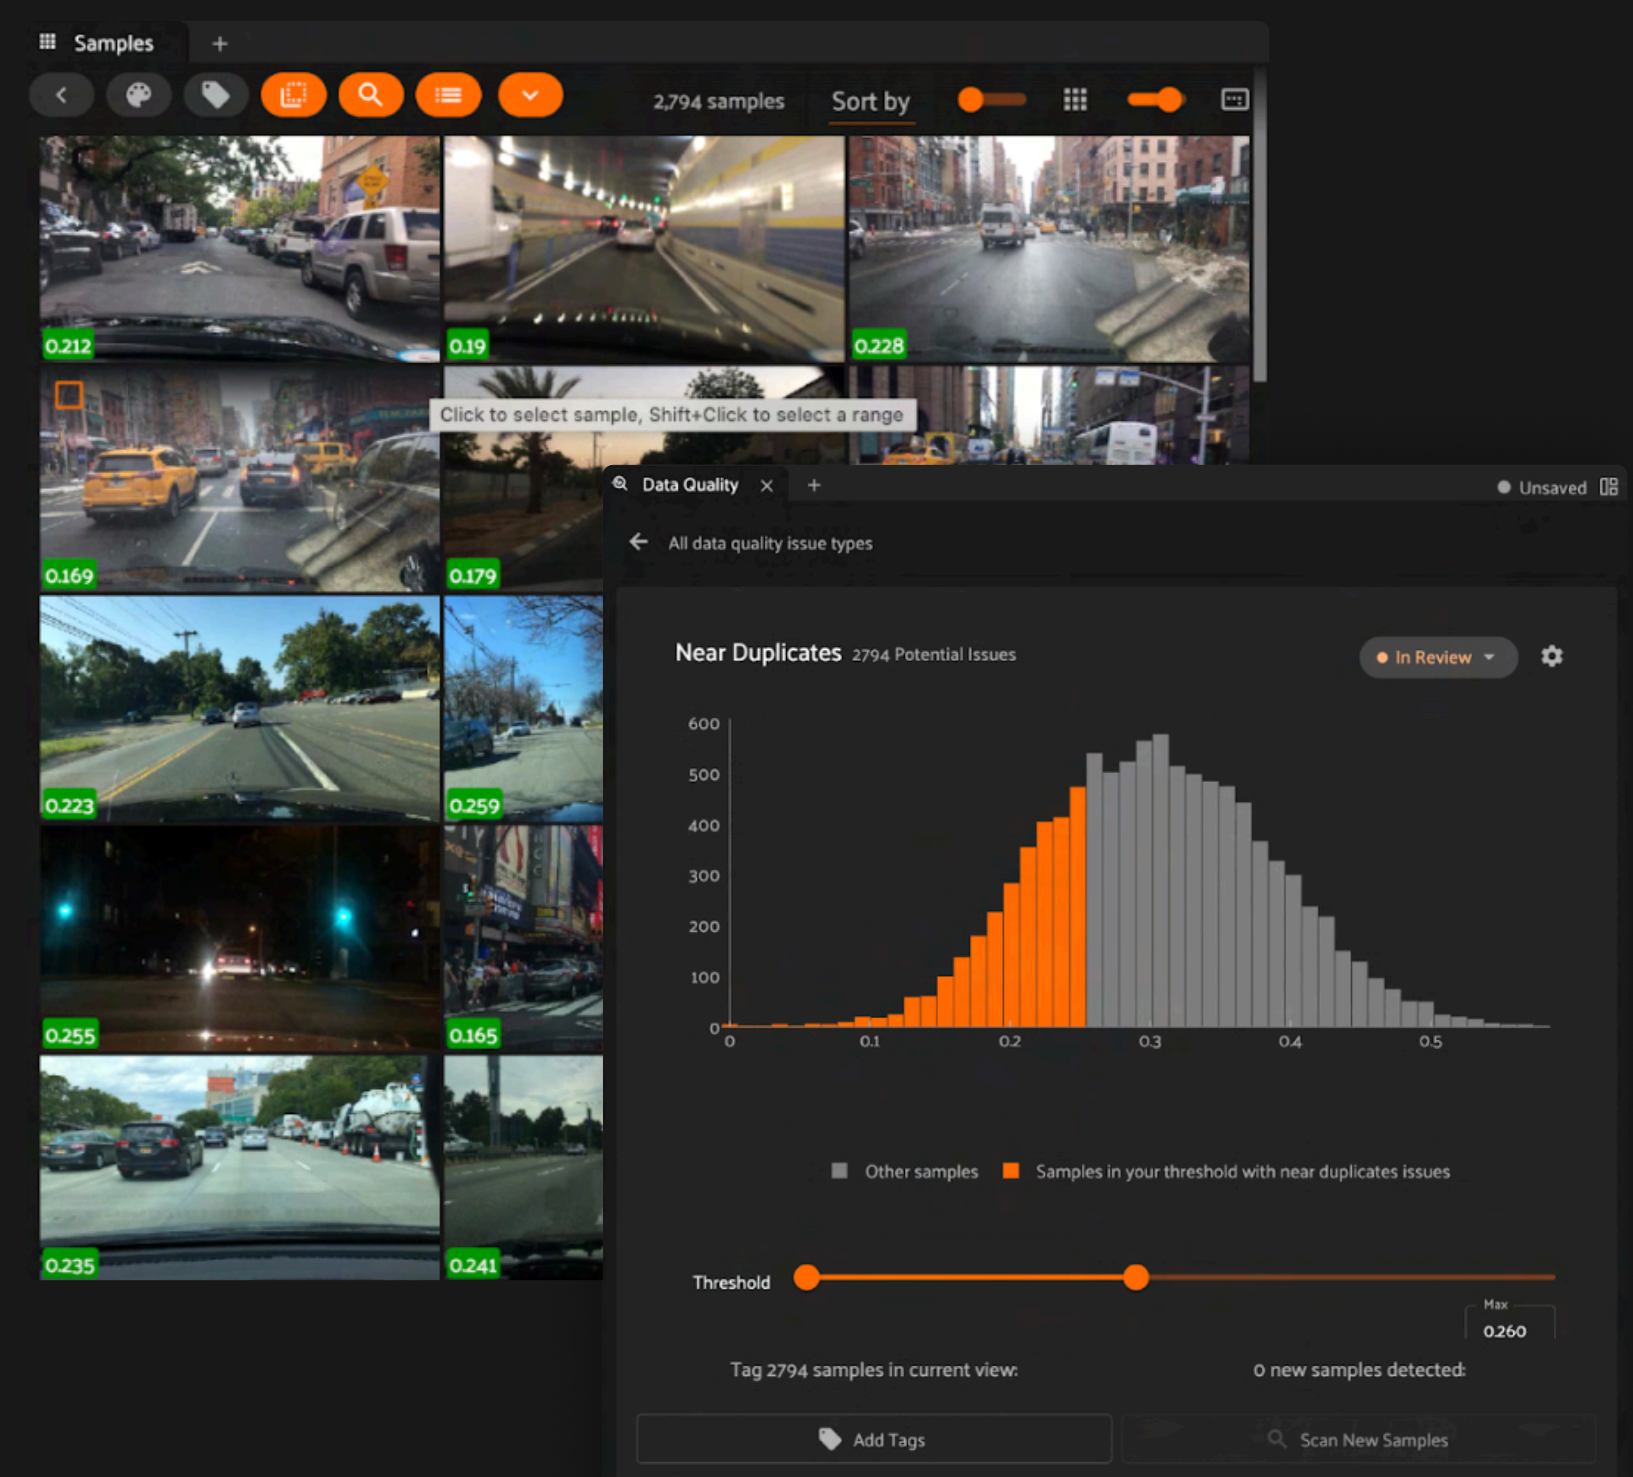 Samples +
2,794 samples Sort by
0.212
0.19
0.228
Click to select sample, Shift+Click to select a range
0.169
0.179
0.223
0.259
0.255
0.165
0.235
0.241
Data Quality × +
Unsaved
All data quality issue types
Near Duplicates 2794 Potential Issues
In Review
600
500
400
300
200
100
0
0 0.1 0.2 0.3 0.4 0.5
Other samples Samples in your threshold with near duplicates issues
Threshold
Max
0.260
Tag 2794 samples in current view:
0 new samples detected:
Add Tags
Scan New Samples